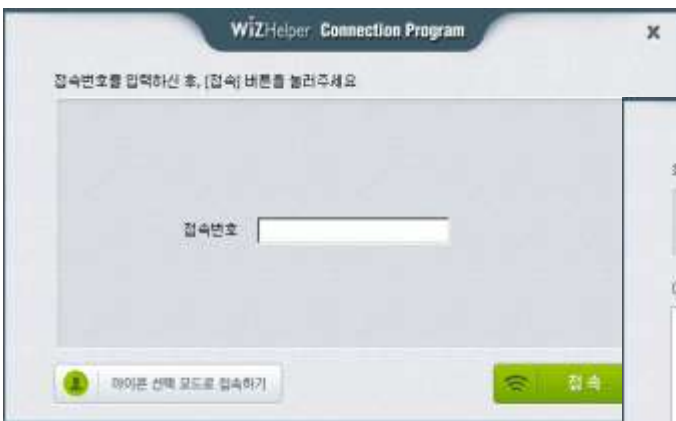 WiZHelper Connection Program
접속번호를 입력하신 후, [접속] 버튼을 눌러주세요
접속번호
아이콘 선택 모드로 접속하기
접 속